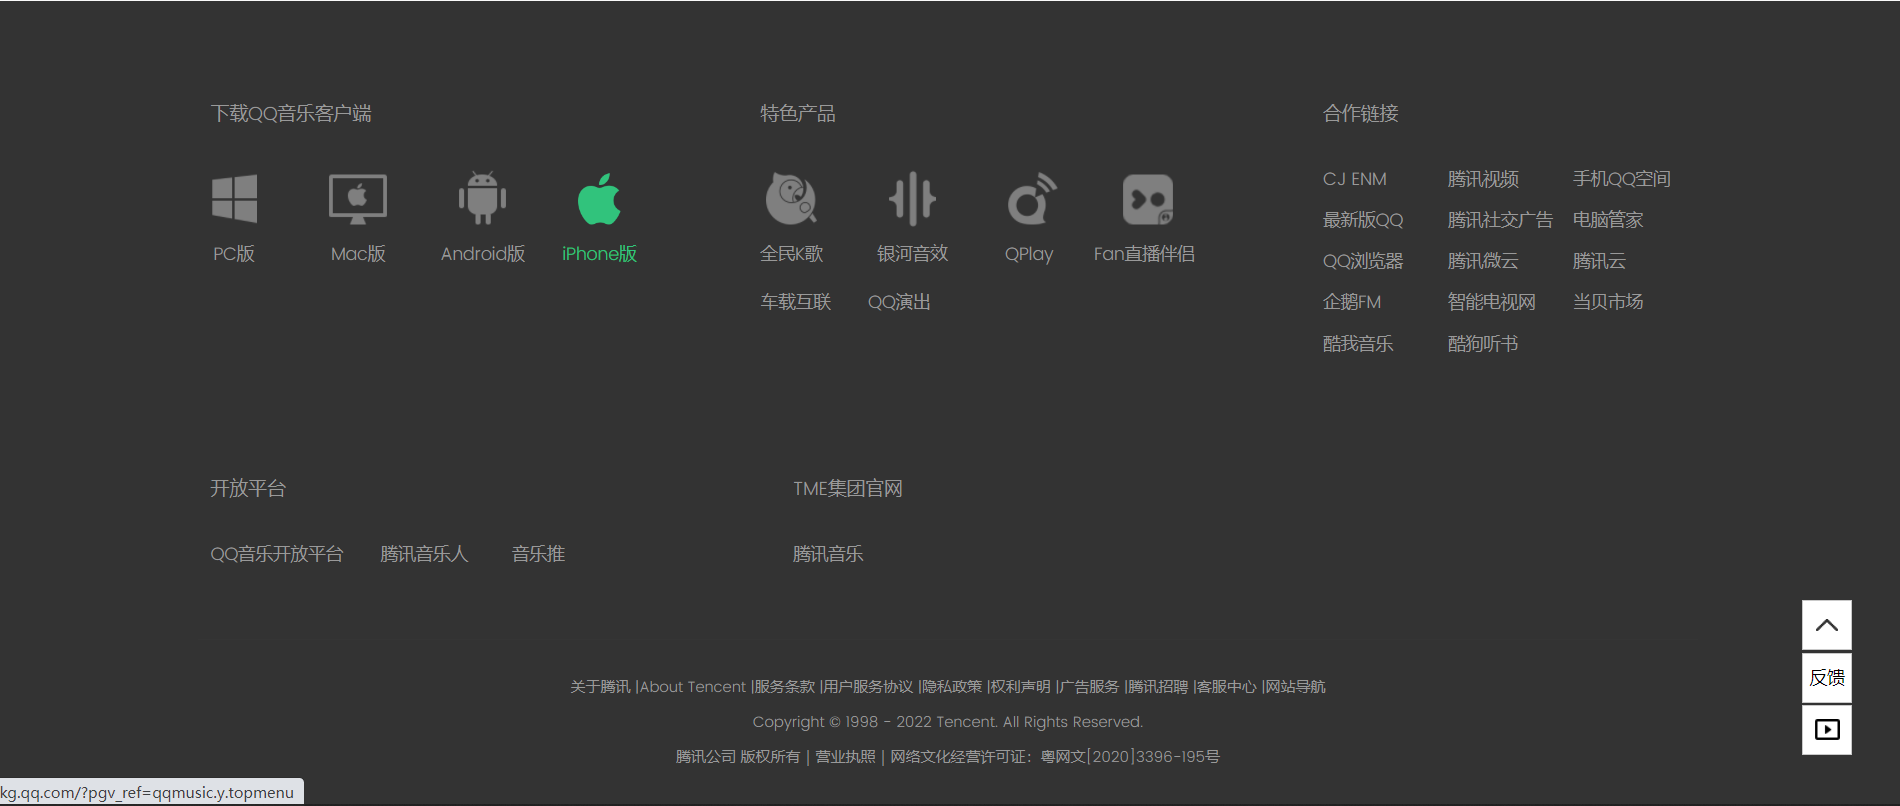 下载QQ音乐客户端
PC版 Mac版 Android版 iPhone版
特色产品
全民K歌 银河音效 QPlay Fan直播伴侣
车载互联 QQ演出
合作链接
CJ ENM 腾讯视频 手机QQ空间
最新版QQ 腾讯社交广告 电脑管家
QQ浏览器 腾讯微云 腾讯云
企鹅FM 智能电视网 当贝市场
酷我音乐 酷狗听书
开放平台
QQ音乐开放平台 腾讯音乐人 音乐推
TME集团官网
腾讯音乐
反馈
关于腾讯 |About Tencent |服务条款 |用户服务协议 |隐私政策 |权利声明 |广告服务 |腾讯招聘 |客服中心 |网站导航
Copyright © 1998 - 2022 Tencent. All Rights Reserved.
腾讯公司 版权所有 | 营业执照 | 网络文化经营许可证：粤网文[2020]3396-195号
kg.qq.com/?pgv_ref=qqmusic.y.topmenu